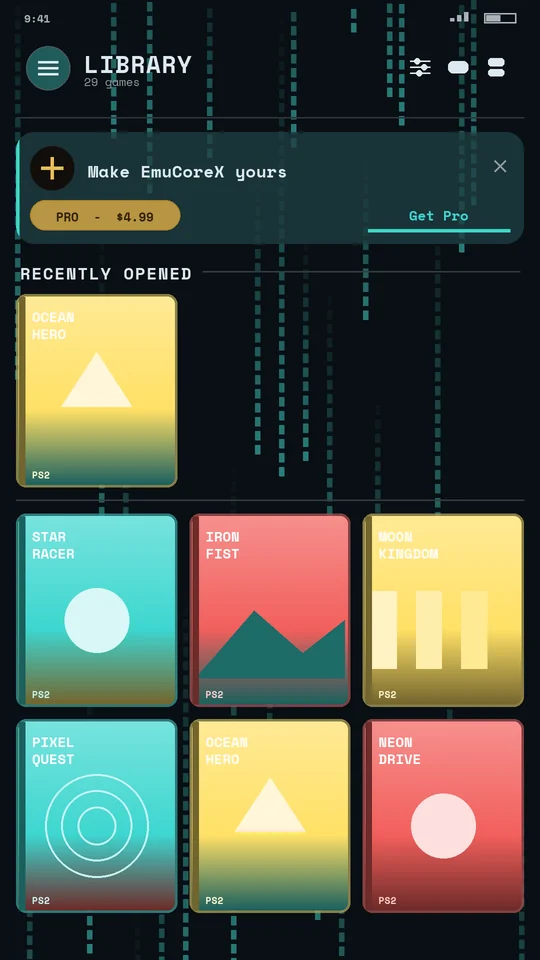 9:41
LIBRARY
29 games
Make EmuCoreX yours
PRO - $4.99
Get Pro
RECENTLY OPENED
OCEAN
HERO
PS2
STAR
RACER
PS2
IRON
FIST
PS2
MOON
KINGDOM
PS2
PIXEL
QUEST
PS2
OCEAN
HERO
PS2
NEON
DRIVE
PS2